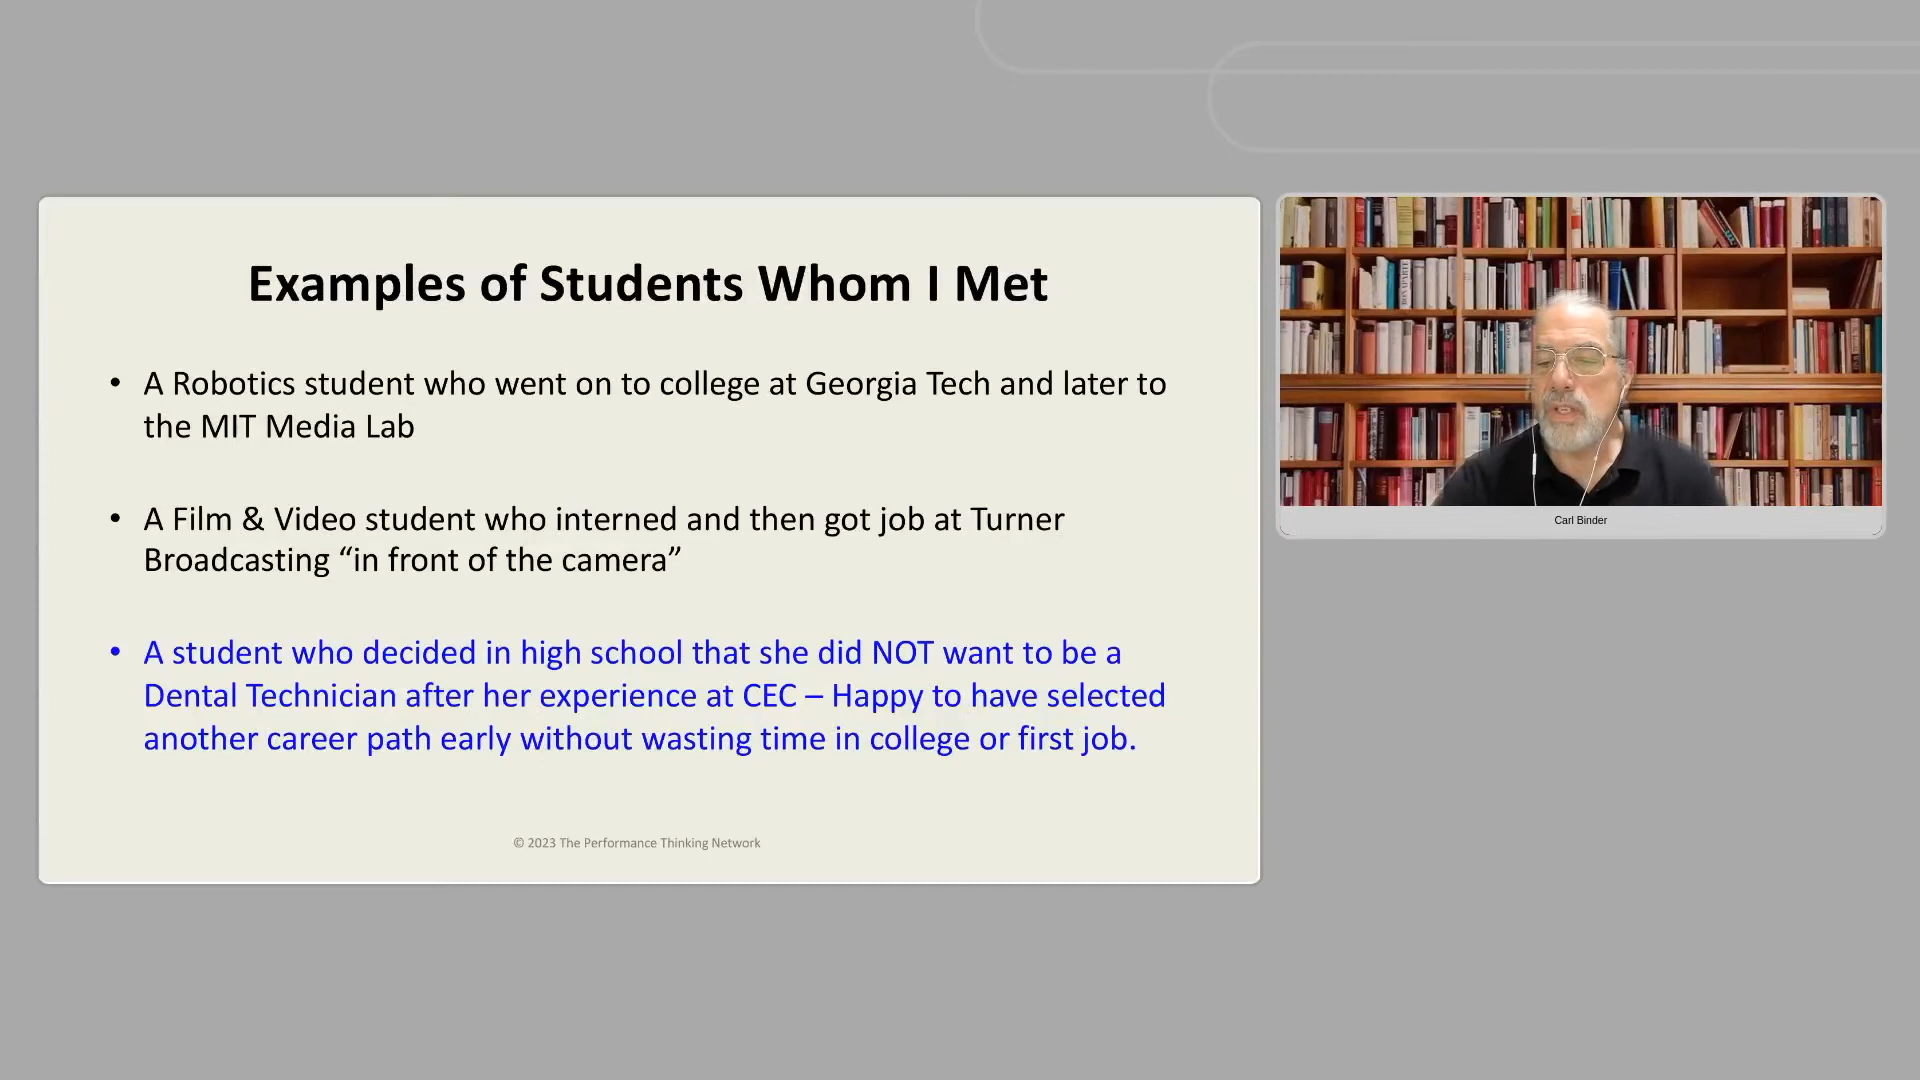 Examples of Students Whom I Met
• A Robotics student who went on to college at Georgia Tech and later to
the MIT Media Lab
• A Film & Video student who interned and then got job at Turner
Broadcasting “in front of the camera”
• A student who decided in high school that she did NOT want to be a
Dental Technician after her experience at CEC – Happy to have selected
another career path early without wasting time in college or first job.
© 2023 The Performance Thinking Network
Carl Binder